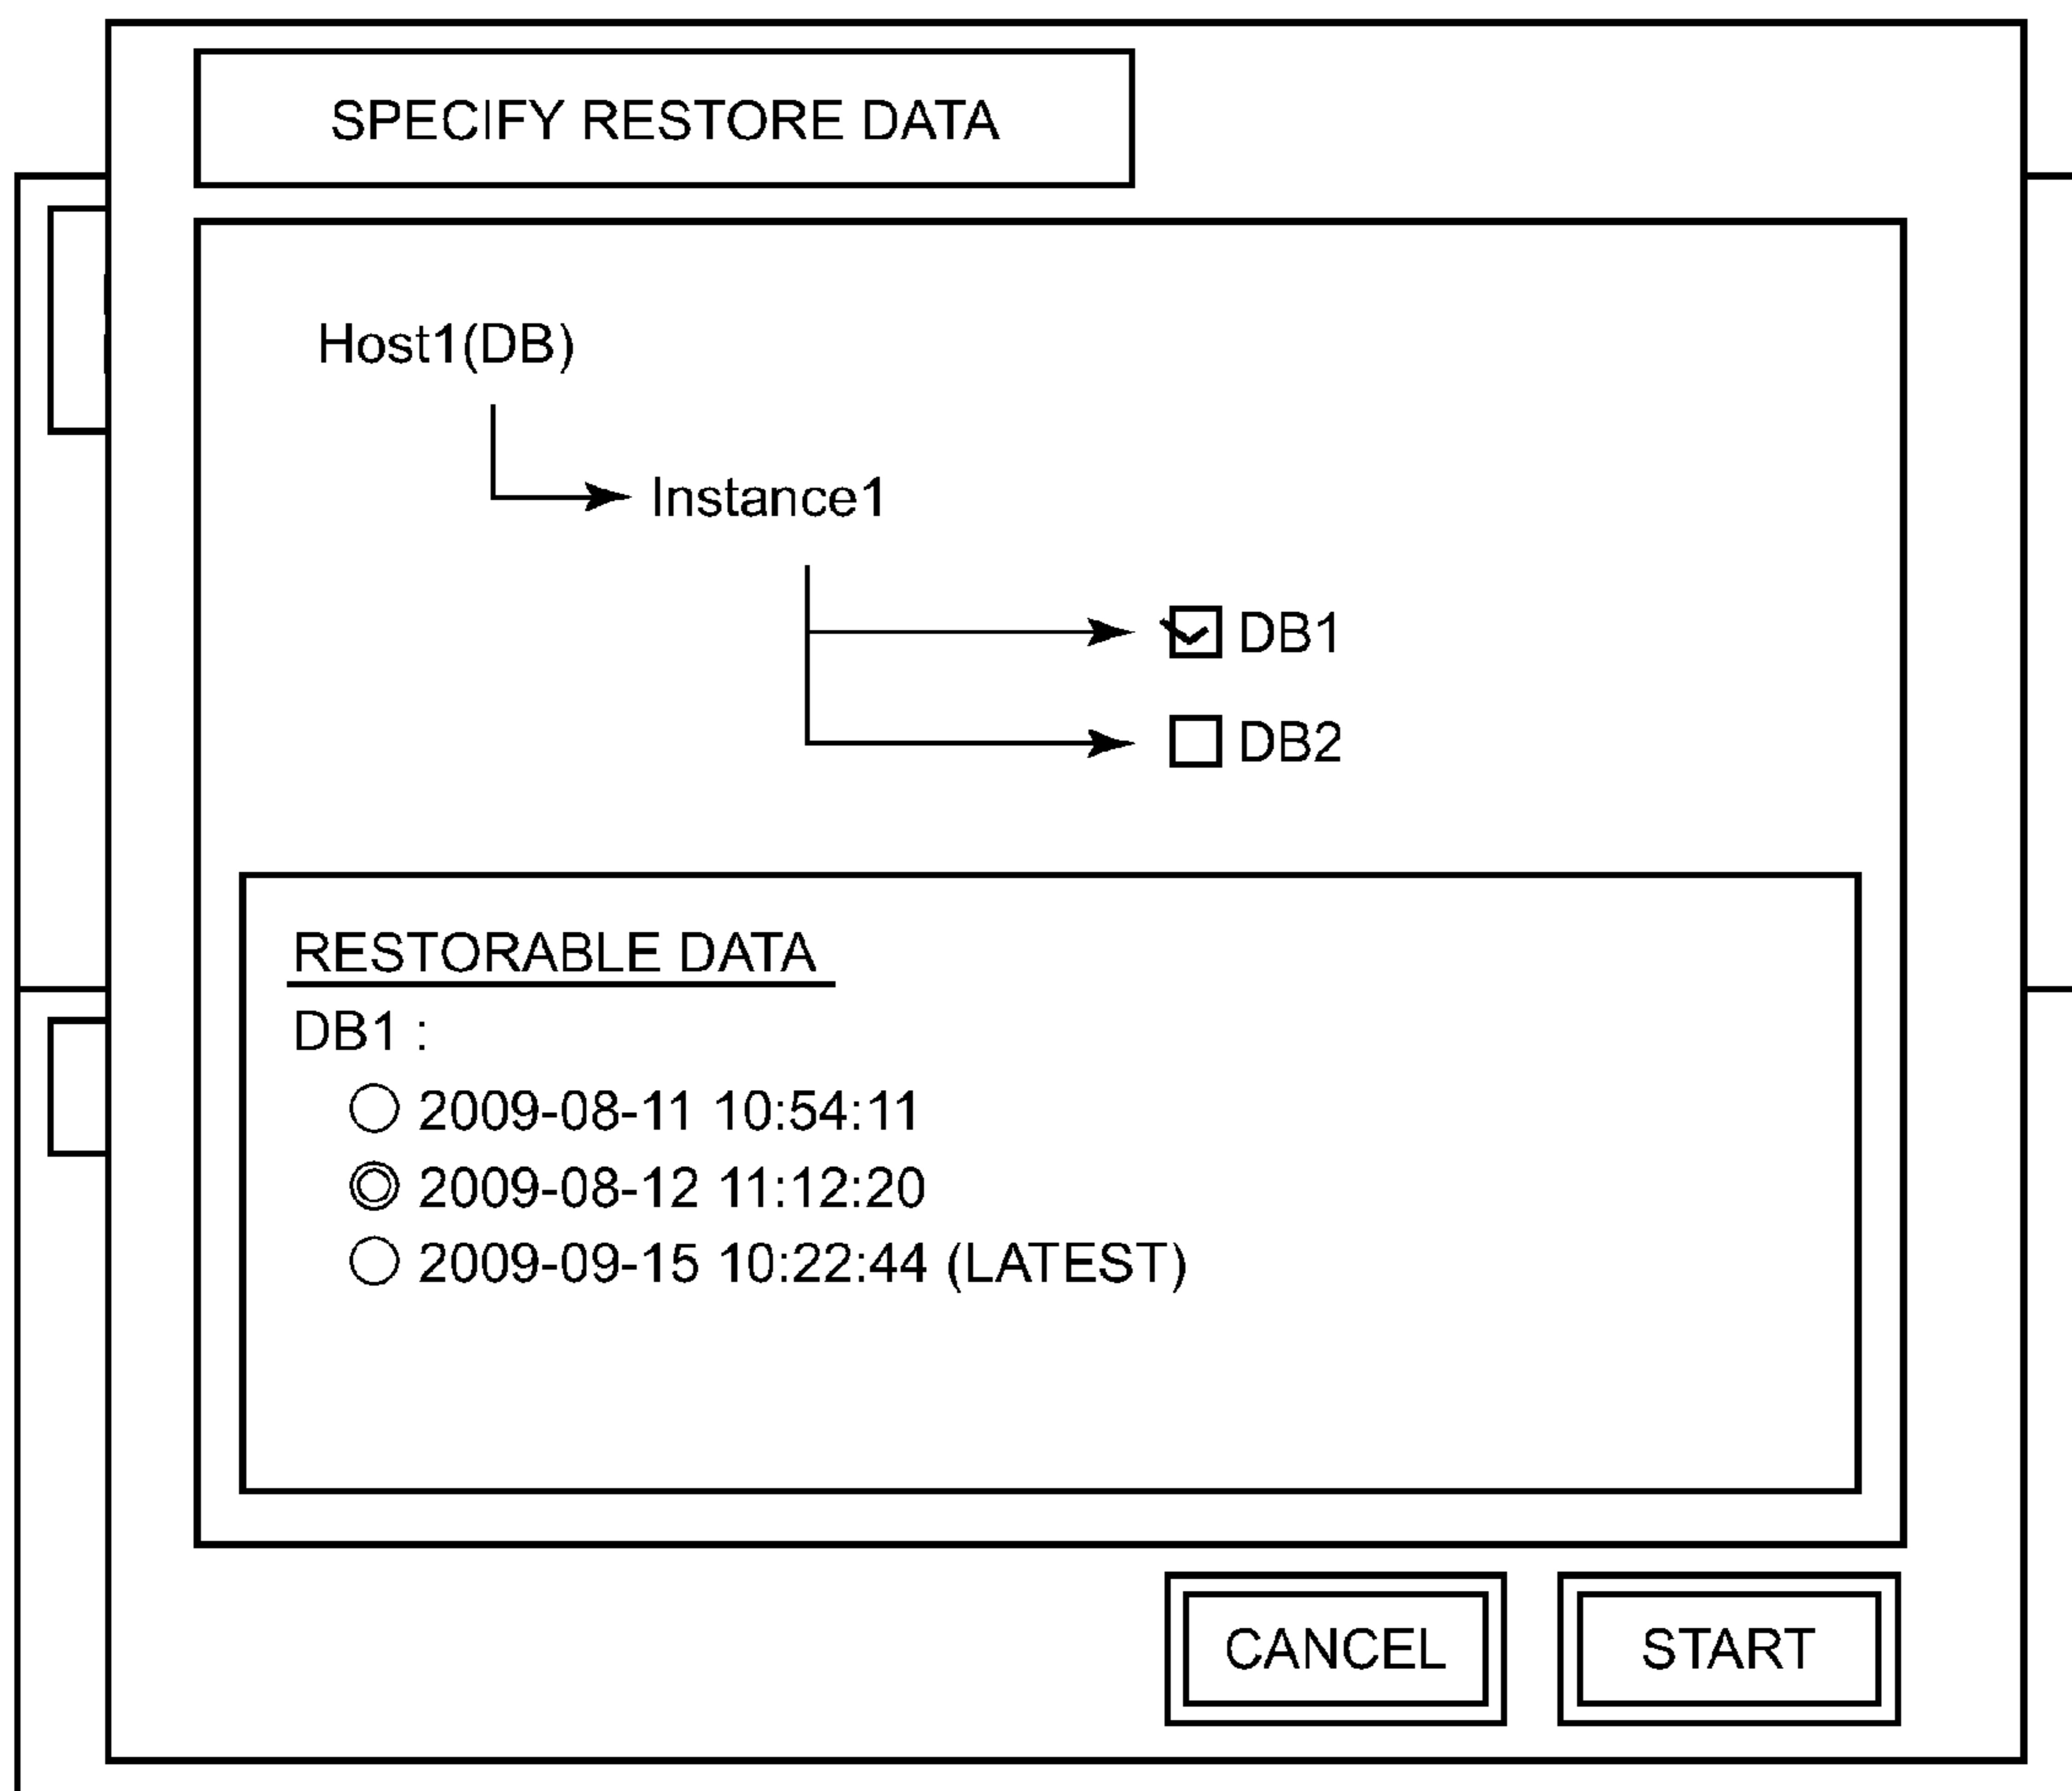 SPECIFY RESTORE DATA
Host1(DB)
Instance1
DB1
DB2
RESTORABLE DATA
DB1 :
2009-08-11 10:54:11
2009-08-12 11:12:20
2009-09-15 10:22:44 (LATEST)
CANCEL
START